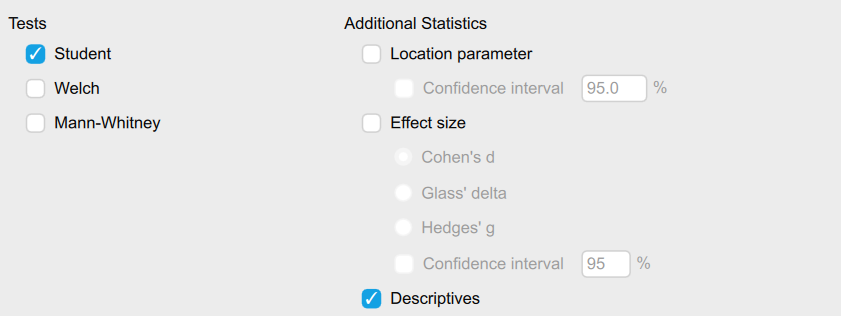 Tests
Student
Welch
Mann-Whitney
Additional Statistics
Location parameter
Confidence interval 95.0 %
Effect size
Cohen's d
Glass' delta
Hedges' g
Confidence interval 95 %
Descriptives